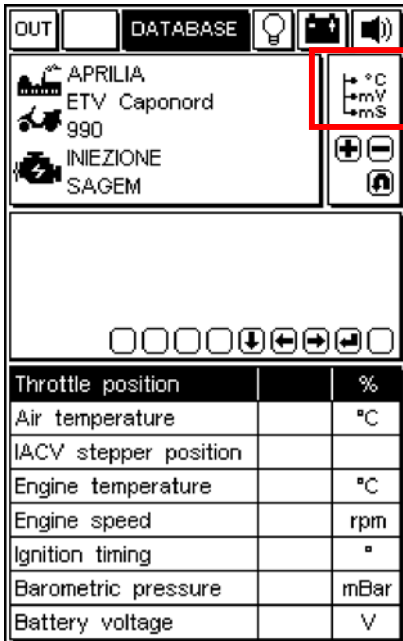 OUT DATABASE
APRILIA
ETV Caponord
990
INIEZIONE
SAGEM
°C
mV
mS
Throttle position %
Air temperature °C
IACV stepper position
Engine temperature °C
Engine speed rpm
Ignition timing °
Barometric pressure mBar
Battery voltage V